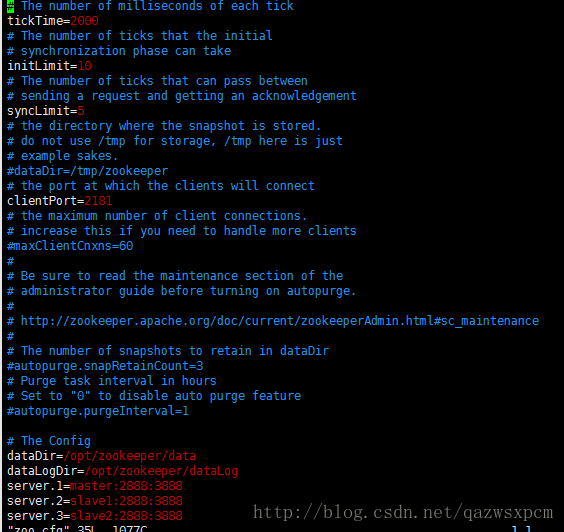 # The number of milliseconds of each tick
tickTime=2000
# The number of ticks that the initial
# synchronization phase can take
initLimit=10
# The number of ticks that can pass between
# sending a request and getting an acknowledgement
syncLimit=5
# the directory where the snapshot is stored.
# do not use /tmp for storage, /tmp here is just
# example sakes.
#dataDir=/tmp/zookeeper
# the port at which the clients will connect
clientPort=2181
# the maximum number of client connections.
# increase this if you need to handle more clients
#maxClientCnxns=60
#
# Be sure to read the maintenance section of the
# administrator guide before turning on autopurge.
#
# http://zookeeper.apache.org/doc/current/zookeeperAdmin.html#sc_maintenance
#
# The number of snapshots to retain in dataDir
#autopurge.snapRetainCount=3
# Purge task interval in hours
# Set to "0" to disable auto purge feature
#autopurge.purgeInterval=1
# The Config
dataDir=/opt/zookeeper/data
dataLogDir=/opt/zookeeper/dataLog
server.1=master:2888:3888
server.2=slave1:2888:3888
server.3=slave2:2888:3888
http://blog.csdn.net/qazwsxpcm
"zoo.cfg" 35L, 1077C 1,1